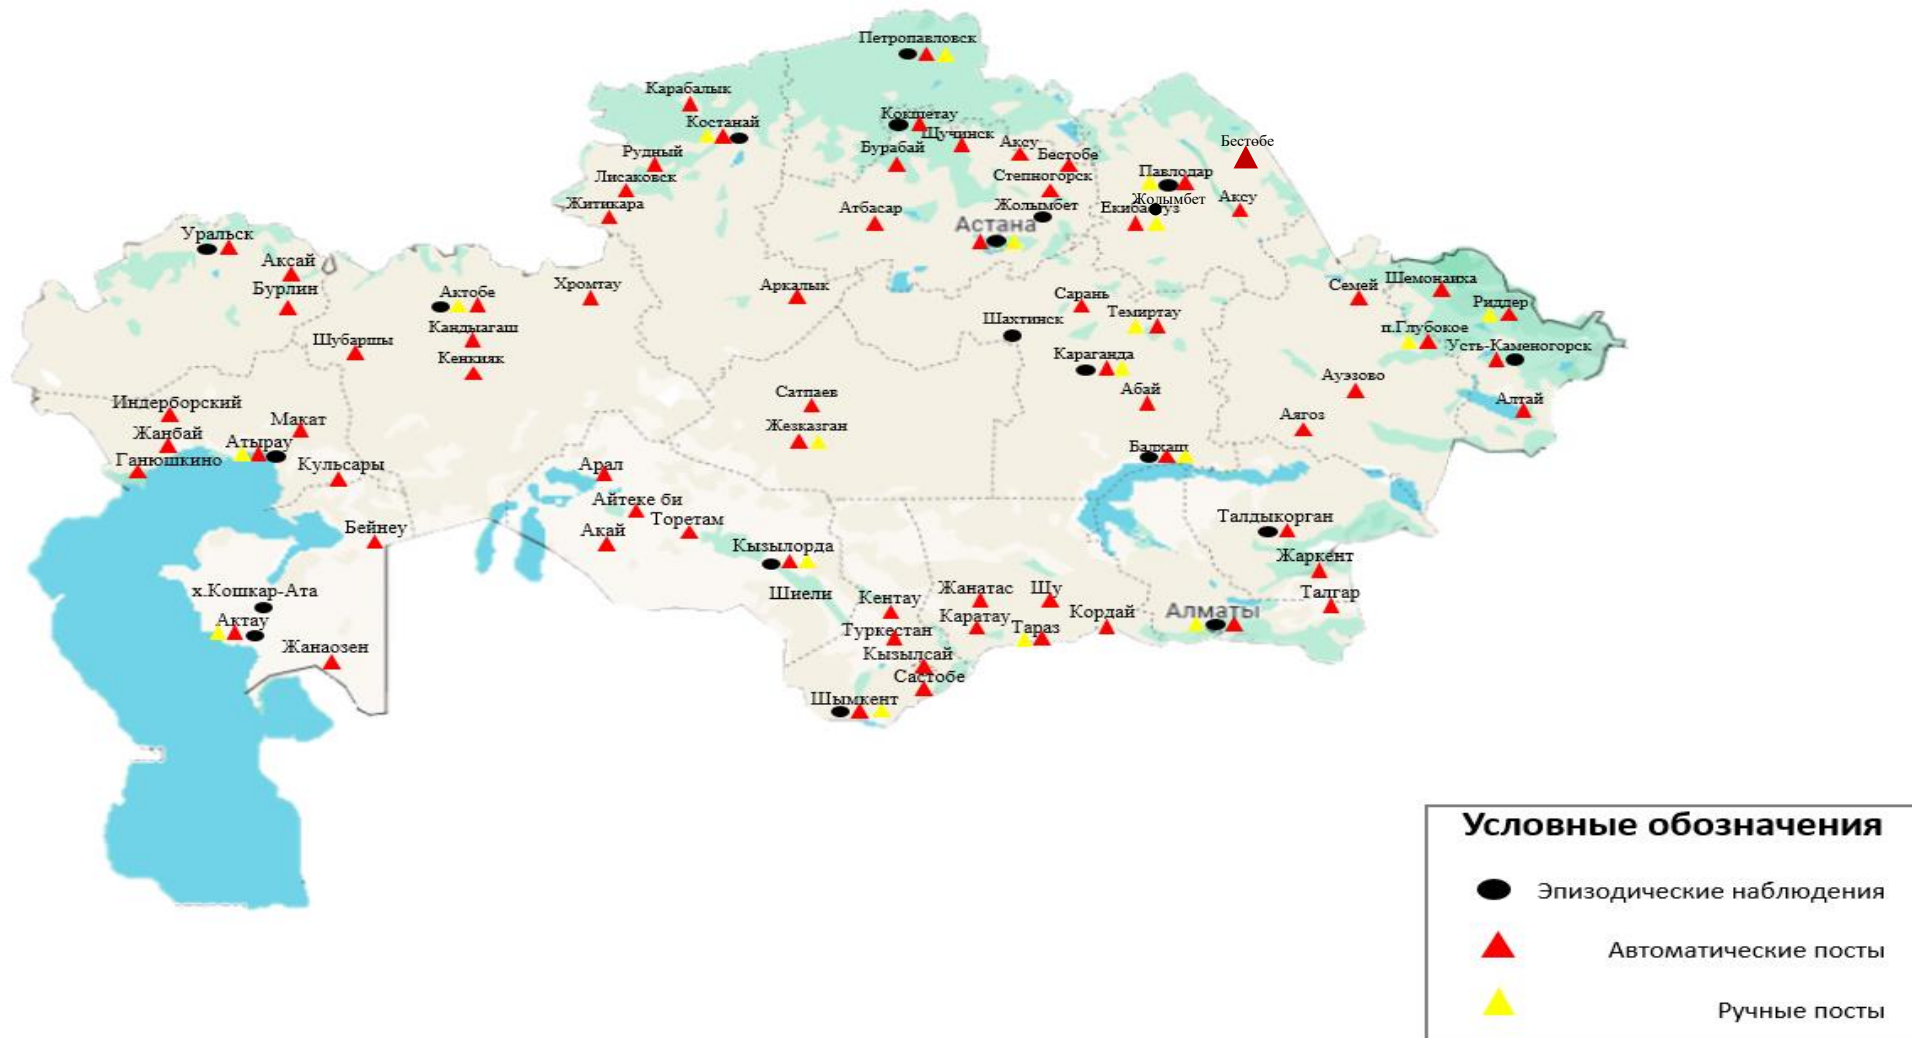 Петропавловск
Карабалык
Костанай
Кокшетау
Щучинск
Рудный
Бурабай
Аксу
Бестобе
Бестөбе
Лисаковск
Степногорск
Павлодар
Житикара
Атбасар
Жолымбет
Екибастуз
Жолымбет
Аксу
Астана
Уральск
Аксай
Бурлин
Актобе
Хромтау
Аркалык
Сарань
Темиртау
Семей
Шемонаиха
Риддер
Кандыагаш
Шубаршы
Кенкияк
Шахтинск
Караганда
п.Глубокое
Усть-Каменогорск
Абай
Ауэзово
Алтай
Аягоз
Сатпаев
Жезказган
Балхаш
Индерборский
Макат
Жанбай
Атырау
Ганюшкино
Кульсары
Арал
Айтеке би
Акай
Торетам
Бейнеу
Кызылорда
Шиели
Талдыкорган
Жаркент
Талгар
х.Кошкар-Ата
Актау
Жанаозен
Кентау
Жанатас
Щу
Каратау
Тараз
Кордай
Алматы
Туркестан
Кызылсай
Састобе
Шымкент
Условные обозначения
Эпизодические наблюдения
Автоматические посты
Ручные посты